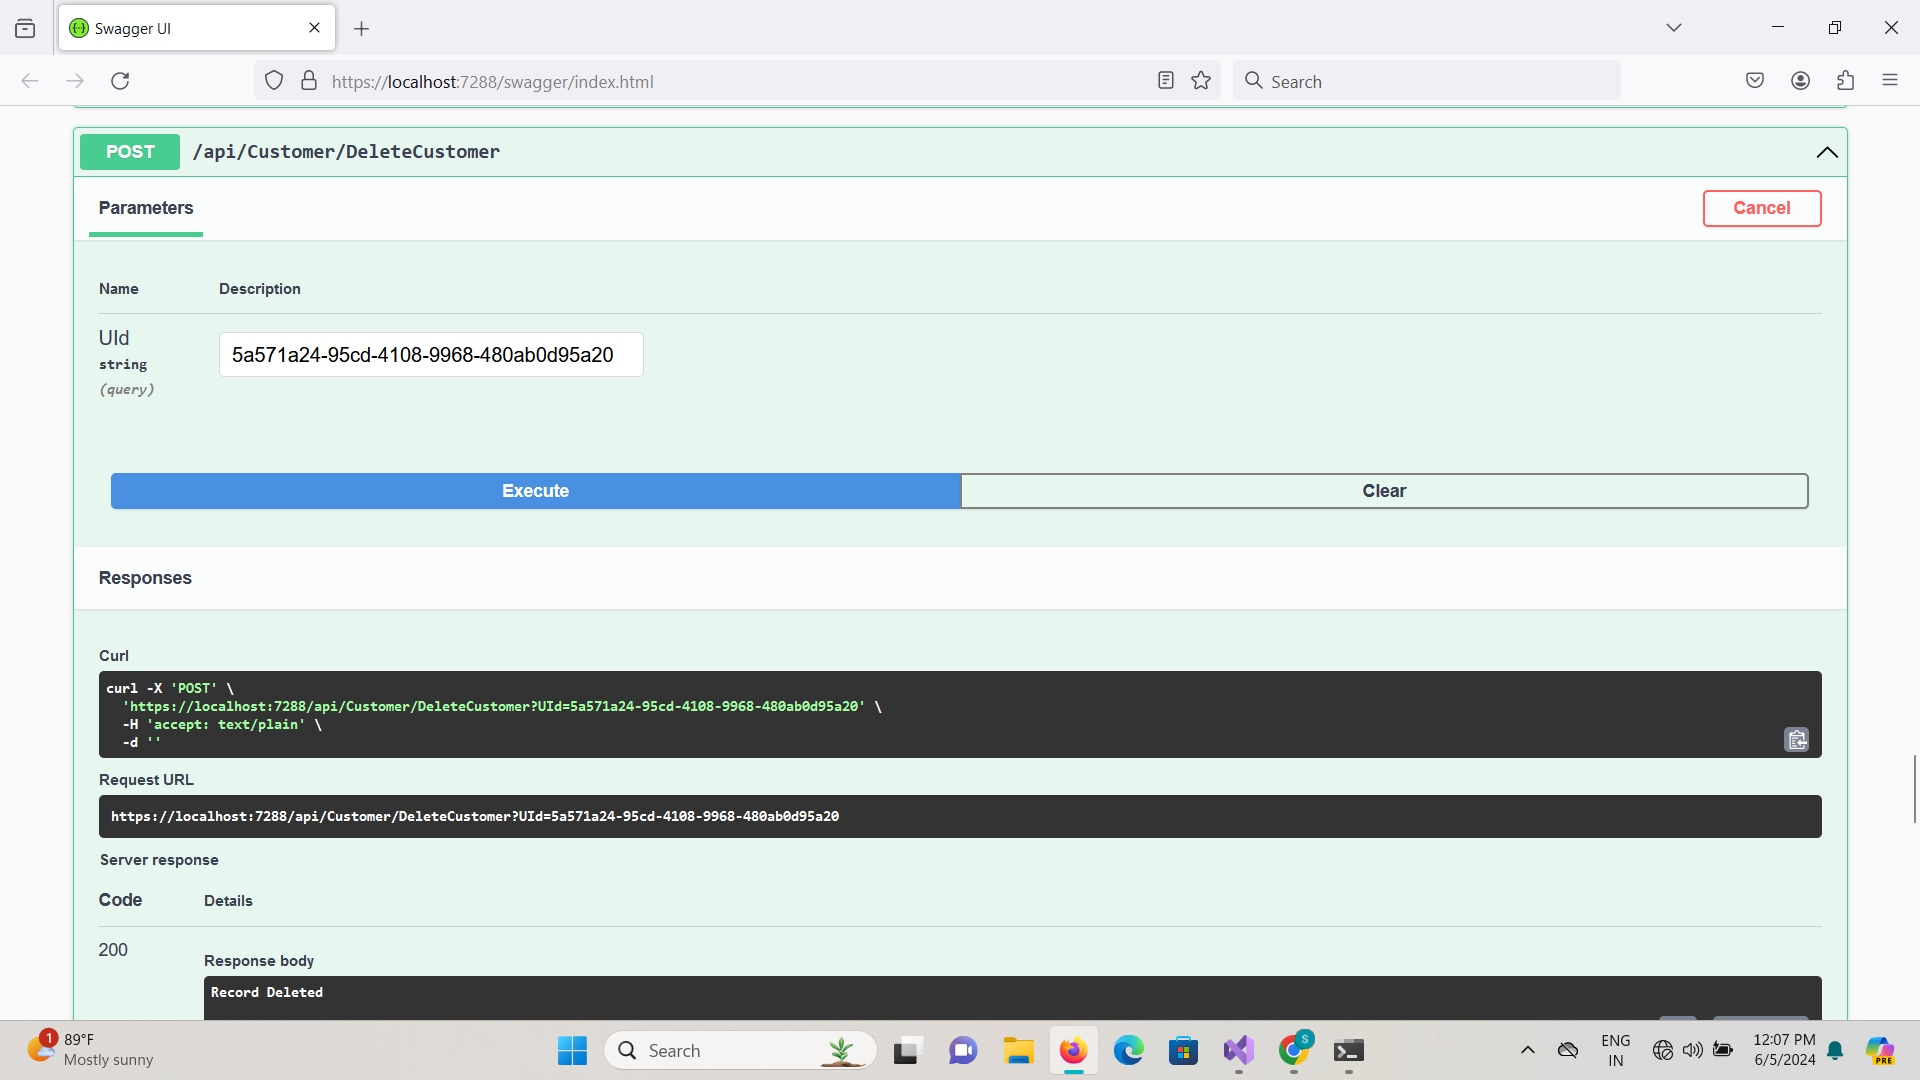 Swagger UI
https://localhost:7288/swagger/index.html
Search
POST /api/Customer/DeleteCustomer
Parameters
Cancel
Name Description
UId
string
(query)
5a571a24-95cd-4108-9968-480ab0d95a20
Execute Clear
Responses
Curl
curl -X 'POST' \
'https://localhost:7288/api/Customer/DeleteCustomer?UId=5a571a24-95cd-4108-9968-480ab0d95a20' \
-H 'accept: text/plain' \
-d ''
Request URL
https://localhost:7288/api/Customer/DeleteCustomer?UId=5a571a24-95cd-4108-9968-480ab0d95a20
Server response
Code Details
200
Response body
Record Deleted
1
89°F
Mostly sunny
Search
S
ENG
IN
12:07 PM
6/5/2024
PRE